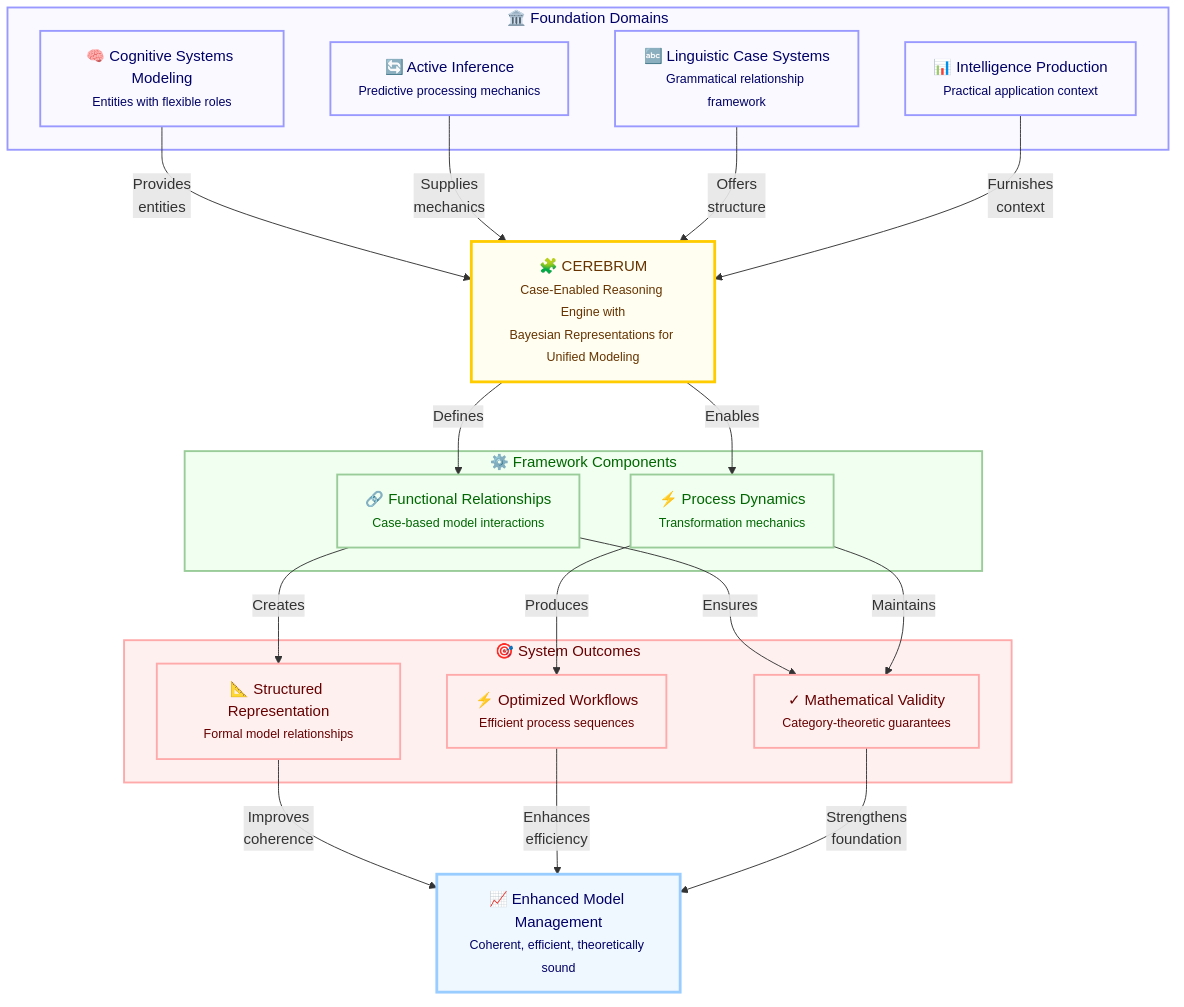 🏛️ Foundation Domains
🧠 Cognitive Systems
Modeling
Entities with flexible roles
🔄 Active Inference
Predictive processing mechanics
🔤 Linguistic Case Systems
Grammatical relationship
framework
📊 Intelligence Production
Practical application context
Provides
entities
Supplies
mechanics
Offers
structure
Furnishes
context
🧩 CEREBRUM
Case-Enabled Reasoning
Engine with
Bayesian Representations for
Unified Modeling
Defines
Enables
⚙️ Framework Components
🔗 Functional Relationships
Case-based model interactions
⚡ Process Dynamics
Transformation mechanics
Creates
Produces
Ensures
Maintains
🎯 System Outcomes
📐 Structured
Representation
Formal model relationships
⚡ Optimized Workflows
Efficient process sequences
✓ Mathematical Validity
Category-theoretic guarantees
Improves
coherence
Enhances
efficiency
Strengthens
foundation
📈 Enhanced Model
Management
Coherent, efficient, theoretically
sound